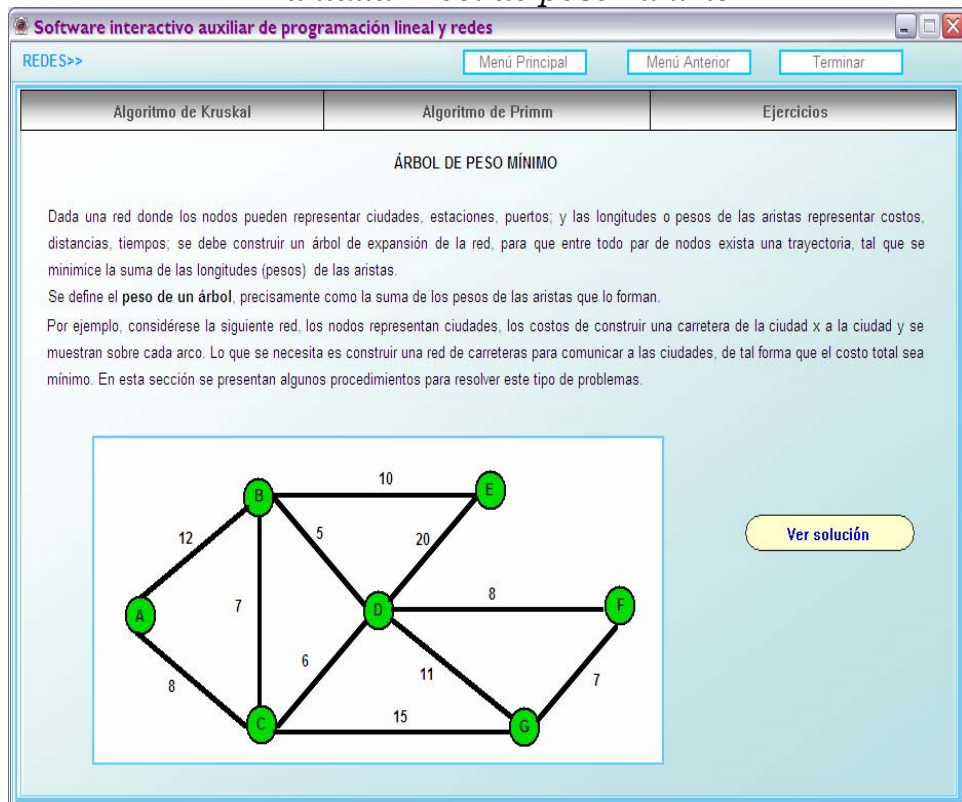 Software interactivo auxiliar de programación lineal y redes
REDES>>
Menú Principal
Menú Anterior
Terminar
Algoritmo de Kruskal
Algoritmo de Primm
Ejercicios
ÁRBOL DE PESO MÍNIMO
Dada una red donde los nodos pueden representar ciudades, estaciones, puertos; y las longitudes o pesos de las aristas representar costos,
distancias, tiempos; se debe construir un árbol de expansión de la red, para que entre todo par de nodos exista una trayectoria, tal que se
minimice la suma de las longitudes (pesos) de las aristas.
Se define el peso de un árbol, precisamente como la suma de los pesos de las aristas que lo forman.
Por ejemplo, considérese la siguiente red, los nodos representan ciudades, los costos de construir una carretera de la ciudad x a la ciudad y se
muestran sobre cada arco. Lo que se necesita es construir una red de carreteras para comunicar a las ciudades, de tal forma que el costo total sea
mínimo. En esta sección se presentan algunos procedimientos para resolver este tipo de problemas.
10
B
E
12
5
20
Ver solución
8
7
A
D
F
6
11
7
8
15
C
G